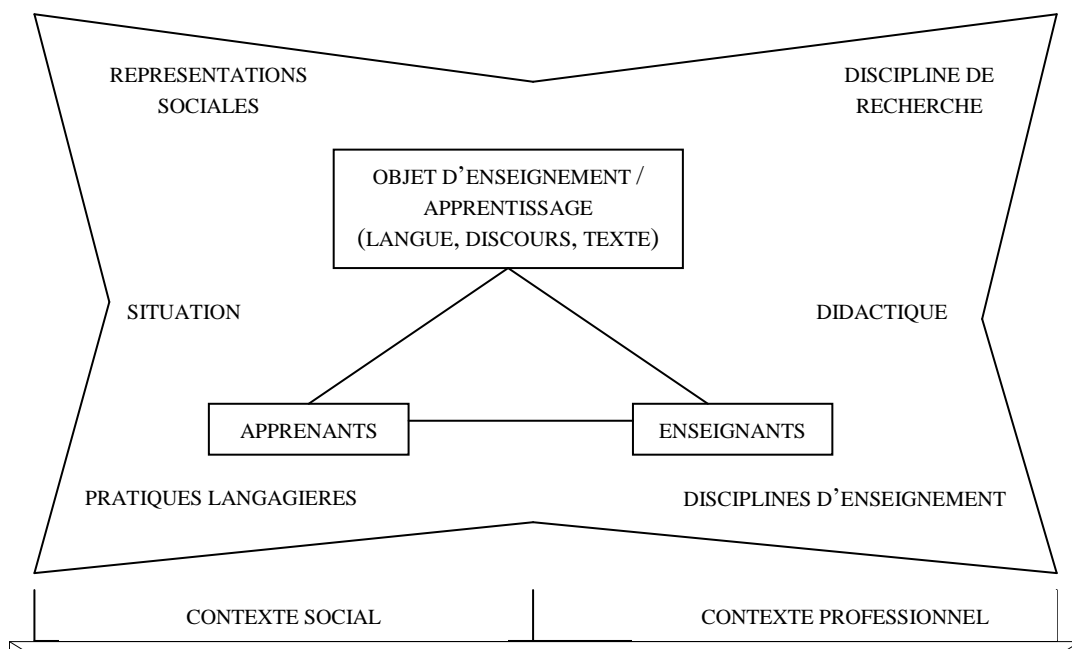 REPRESENTATIONS
SOCIALES
DISCIPLINE DE
RECHERCHE
OBJET D’ENSEIGNEMENT /
APPRENTISSAGE
(LANGUE, DISCOURS, TEXTE)
SITUATION
DIDACTIQUE
APPRENANTS
ENSEIGNANTS
PRATIQUES LANGAGIERES
DISCIPLINES D’ENSEIGNEMENT
CONTEXTE SOCIAL
CONTEXTE PROFESSIONNEL